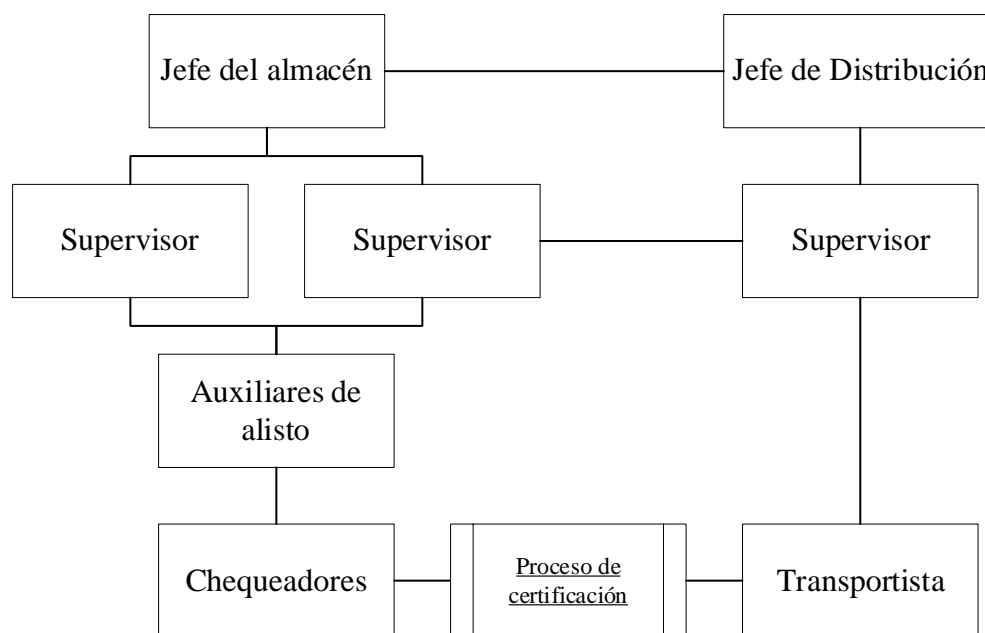 Jefe del almacén
Jefe de Distribución
Supervisor
Supervisor
Supervisor
Auxiliares de
alisto
Chequeadores
Proceso de
certificación
Transportista